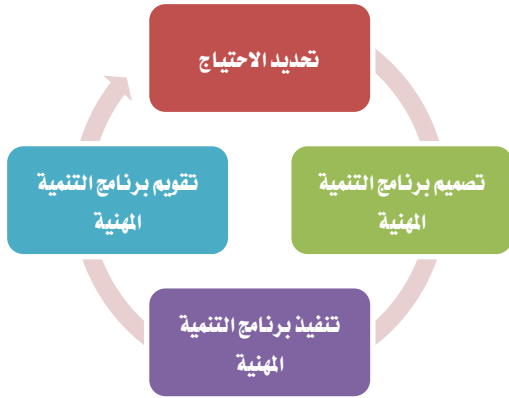 تحديد الاحتياج
تصميم برنامج التنمية
المهنية
تنفيذ برنامج التنمية
المهنية
تقويم برنامج التنمية
المهنية